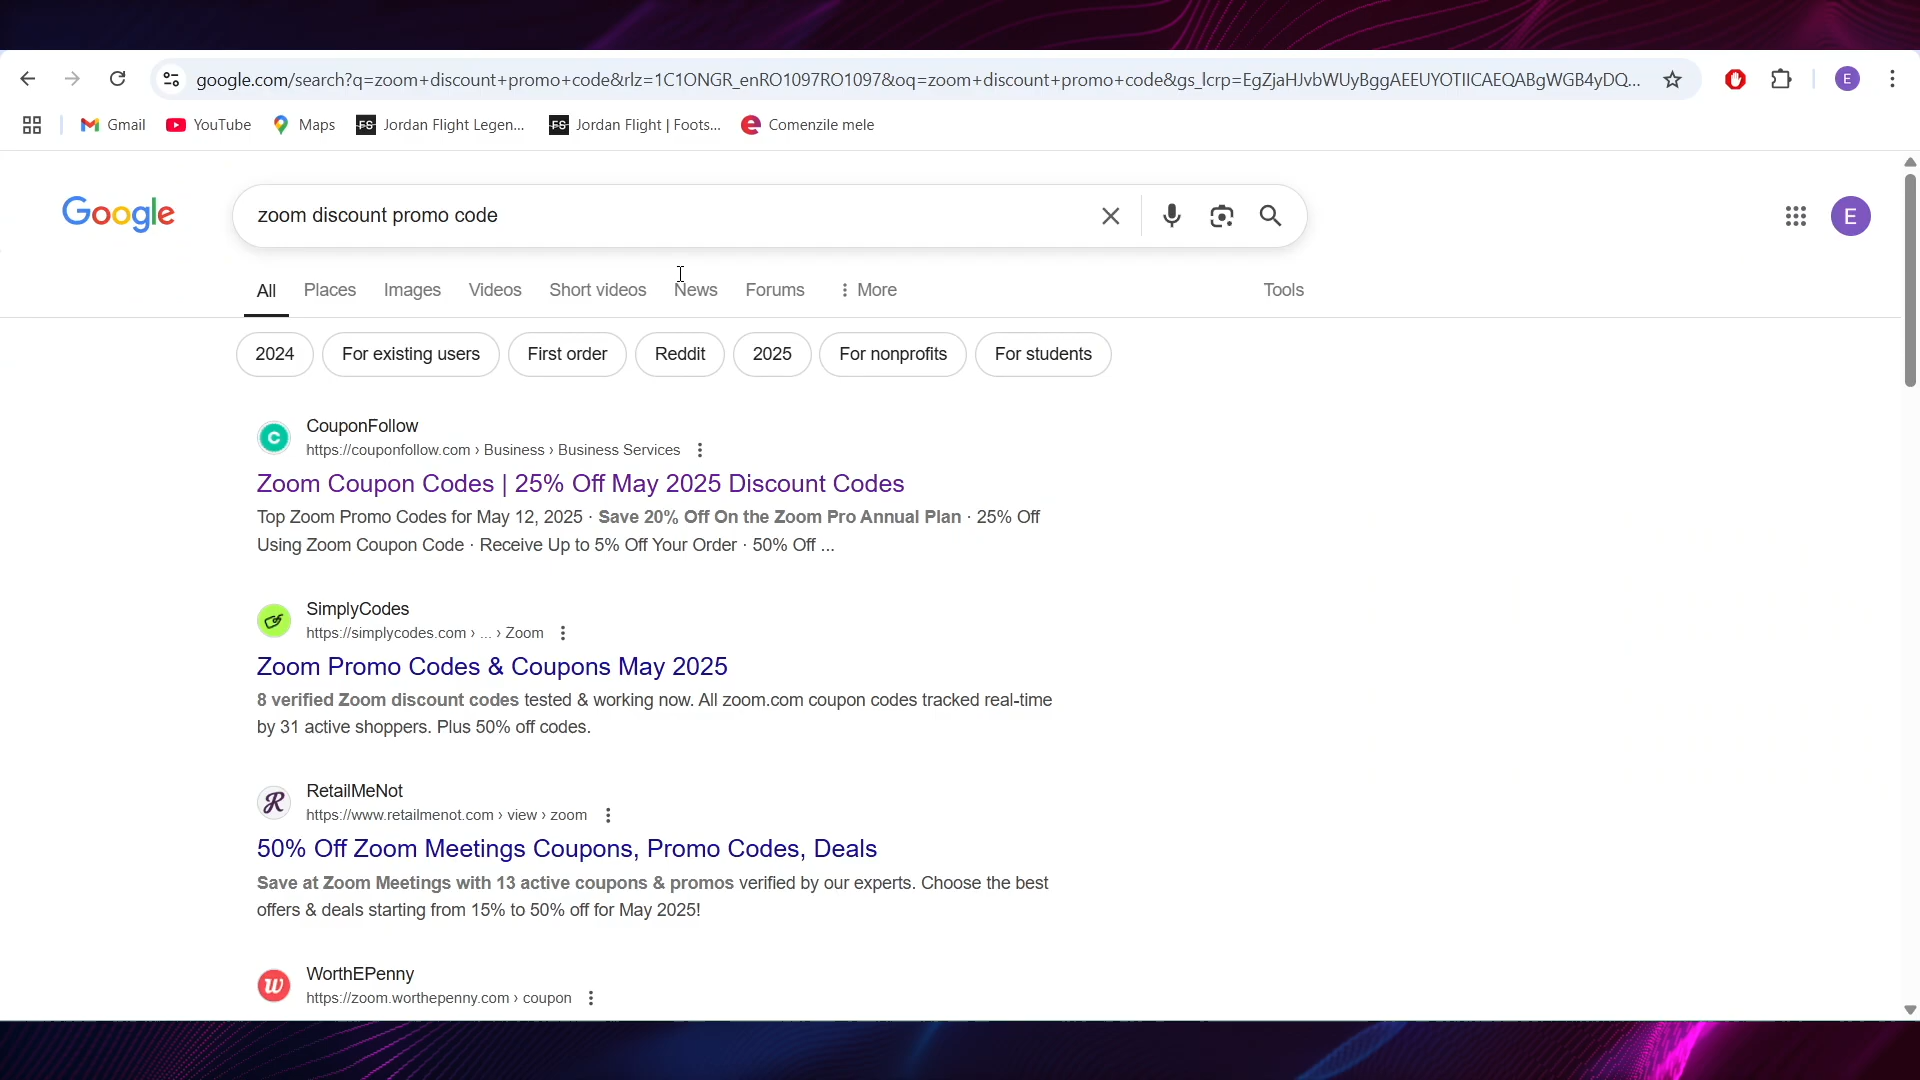 google.com/search?q=zoom+discount+promo+code&rlz=1C1ONGR_enRO1097RO1097&oq=zoom+discount+promo+code&gs_lcrp=EgZjaHJvbWUyBggAEEUYOTIICAEQABgWGB4yDQ...
E
Gmail
YouTube
Maps
FS
Jordan Flight Legen...
FS
Jordan Flight | Foots...
Comenzile mele
Google
zoom discount promo code
E
All
Places
Images
Videos
Short videos
News
Forums
More
Tools
2024
For existing users
First order
Reddit
2025
For nonprofits
For students
C
CouponFollow
https://couponfollow.com › Business › Business Services
Zoom Coupon Codes | 25% Off May 2025 Discount Codes
Top Zoom Promo Codes for May 12, 2025 · Save 20% Off On the Zoom Pro Annual Plan · 25% Off
Using Zoom Coupon Code · Receive Up to 5% Off Your Order · 50% Off ...
SimplyCodes
https://simplycodes.com › ... › Zoom
Zoom Promo Codes & Coupons May 2025
8 verified Zoom discount codes tested & working now. All zoom.com coupon codes tracked real-time
by 31 active shoppers. Plus 50% off codes.
R
RetailMeNot
https://www.retailmenot.com › view › zoom
50% Off Zoom Meetings Coupons, Promo Codes, Deals
Save at Zoom Meetings with 13 active coupons & promos verified by our experts. Choose the best
offers & deals starting from 15% to 50% off for May 2025!
w
WorthEPenny
https://zoom.worthepenny.com › coupon